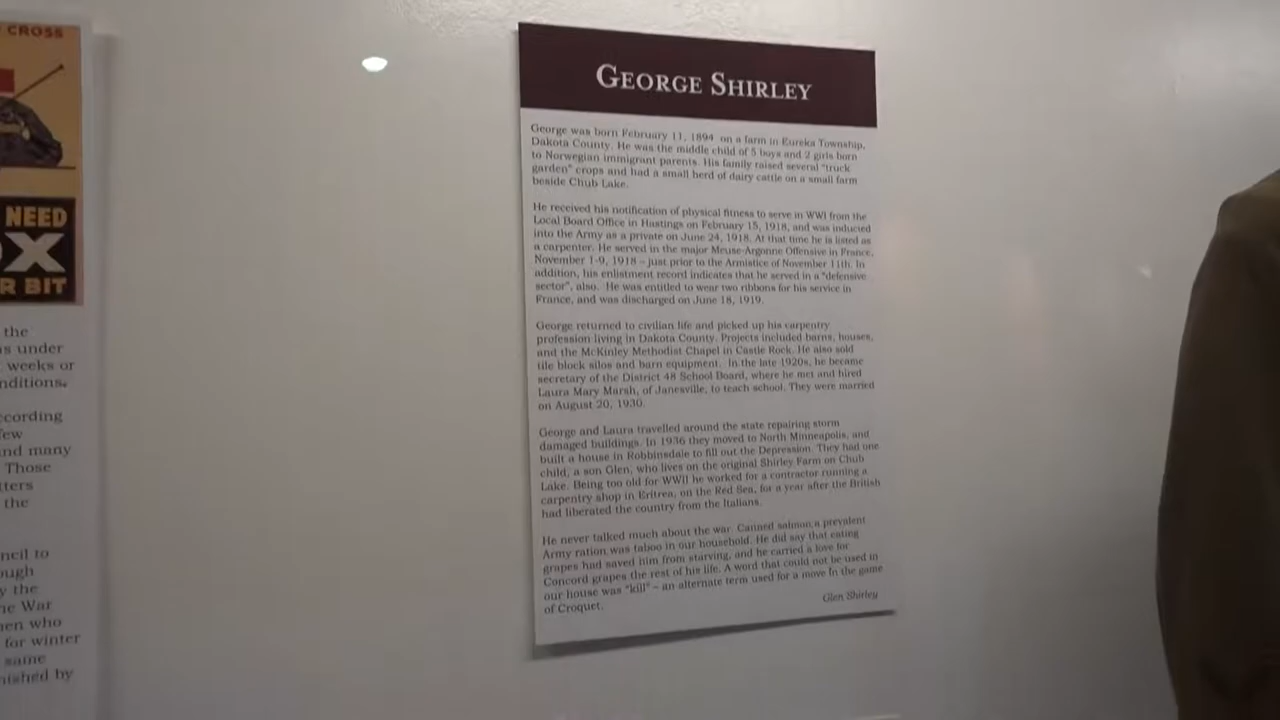 CROSS
NEED
OX
R BIT
the
as under
weeks or
nditions.
ccording
few
and many
Those
tters
the
ncil to
ough
y the
he War
men who
for winter
same
nished by
GEORGE SHIRLEY
George was born February 11, 1894 on a farm in Eureka Township,
Dakota County. He was the middle child of 5 boys and 2 girls born
to Norwegian immigrant parents. His family raised several "truck
garden" crops and had a small herd of dairy cattle on a small farm
beside Chub Lake.
He received his notification of physical fitness to serve in WWI from the
Local Board Office in Hastings on February 15, 1918, and was inducted
into the Army as a private on June 24, 1918. At that time he is listed as
a carpenter. He served in the major Meuse-Argonne Offensive in France,
November 1-9, 1918 – just prior to the Armistice of November 11th. In
addition, his enlistment record indicates that he served in a "defensive
sector", also. He was entitled to wear two ribbons for his service in
France, and was discharged on June 18, 1919.
George returned to civilian life and picked up his carpentry
profession living in Dakota County. Projects included barns, houses,
and the McKinley Methodist Chapel in Castle Rock. He also sold
tile block silos and barn equipment. In the late 1920s, he became
secretary of the District 48 School Board, where he met and hired
Laura Mary Marsh, of Janesville, to teach school. They were married
on August 20, 1930.
George and Laura travelled around the state repairing storm
damaged buildings. In 1936 they moved to North Minneapolis, and
built a house in Robbinsdale to fill out the Depression. They had one
child, a son Glen, who lives on the original Shirley Farm on Chub
Lake. Being too old for WWII he worked for a contractor running a
carpentry shop in Eritrea, on the Red Sea, for a year after the British
had liberated the country from the Italians.
He never talked much about the war. Canned salmon a prevalent
Army ration was taboo in our household. He did say that eating
grapes had saved him from starving, and he carried a love for
Concord grapes the rest of his life. A word that could not be used in
our house was "kill" – an alternate term used for a move in the game
of Croquet.
Glen Shirley